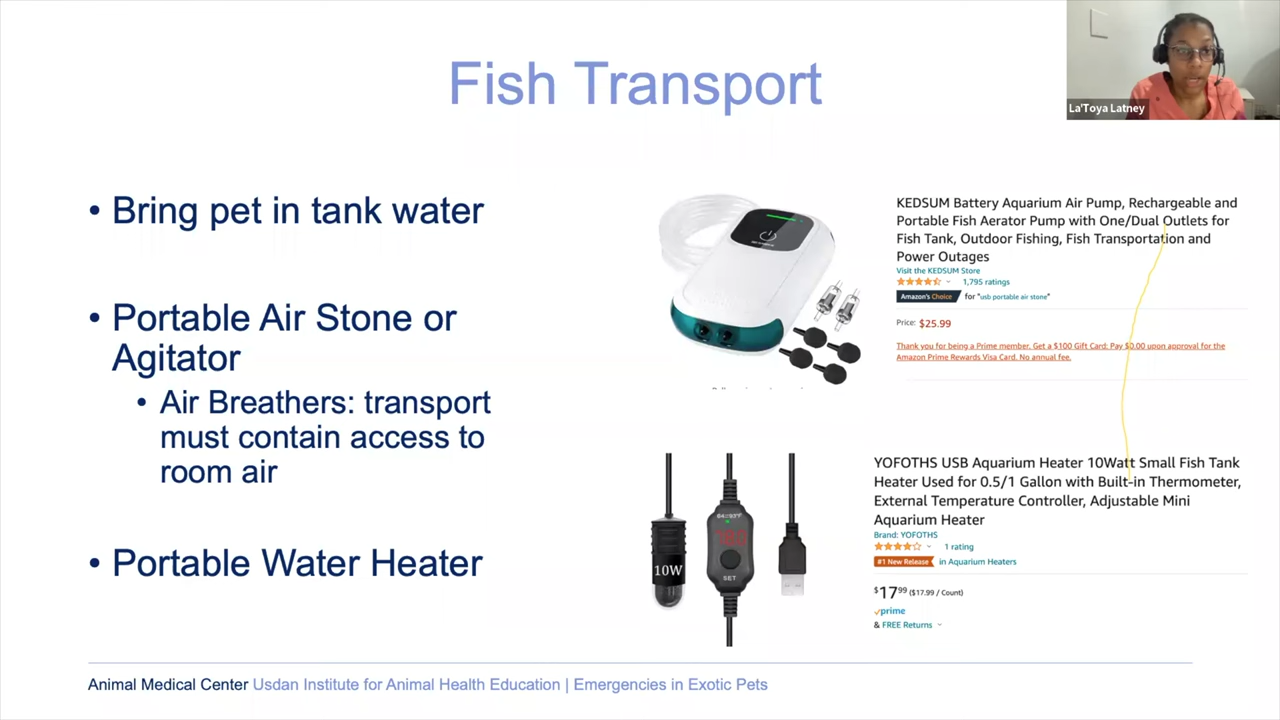 Fish Transport
La'Toya Latney
• Bring pet in tank water
• Portable Air Stone or
Agitator
• Air Breathers: transport
must contain access to
room air
• Portable Water Heater
KEDSUM Battery Aquarium Air Pump, Rechargeable and
Portable Fish Aerator Pump with One/Dual Outlets for
Fish Tank, Outdoor Fishing, Fish Transportation and
Power Outages
Visit the KEDSUM Store
1,795 ratings
Amazon's Choice for "usb portable air stone"
Price: $25.99
Thank you for being a Prime member. Get a $100 Gift Card: Pay $0.00 upon approval for the
Amazon Prime Rewards Visa Card. No annual fee.
10W
SET
YOFOTHS USB Aquarium Heater 10Watt Small Fish Tank
Heater Used for 0.5/1 Gallon with Built-in Thermometer,
External Temperature Controller, Adjustable Mini
Aquarium Heater
Brand: YOFOTHS
1 rating
#1 New Release in Aquarium Heaters
$17.99 ($17.99 / Count)
prime
& FREE Returns
Animal Medical Center Usdan Institute for Animal Health Education | Emergencies in Exotic Pets